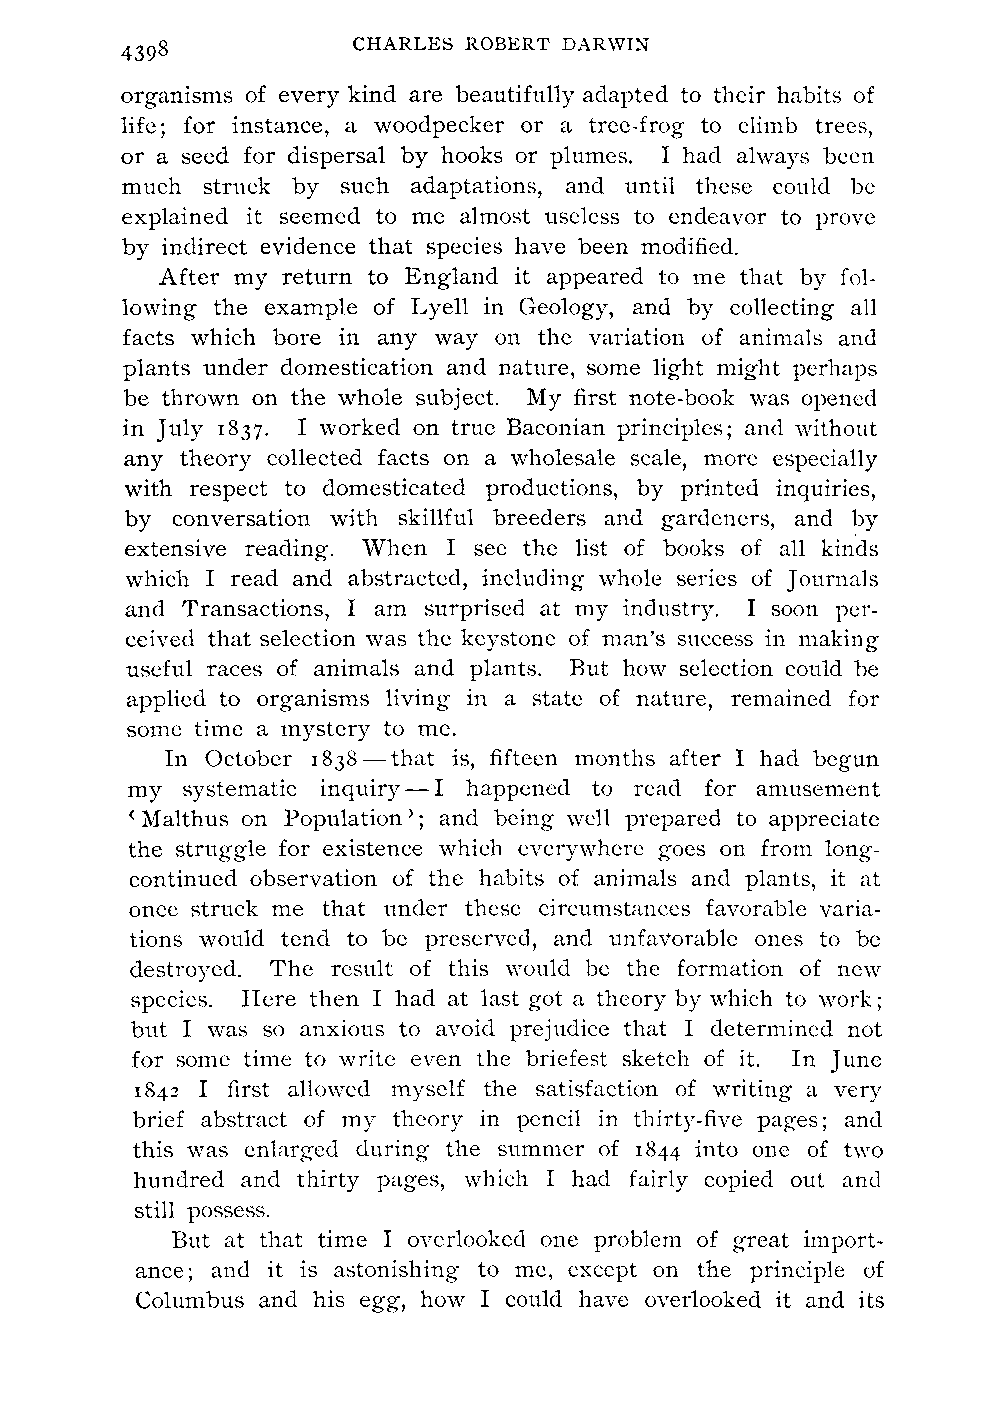 4398
CHARLES ROBERT DARWIN
organisms of every kind are beautifully adapted to their habits of
life; for instance, a woodpecker or a tree-frog to climb trees,
or a seed for dispersal by hooks or plumes. I had always been
much struck by such adaptations, and until these could be
explained it seemed to me almost useless to endeavor to prove
by indirect evidence that species have been modified.
After my return to England it appeared to me that by fol-
lowing the example of Lyell in Geology, and by collecting all
facts which bore in any way on the variation of animals and
plants under domestication and nature, some light might perhaps
be thrown on the whole subject. My first note-book was opened
in July 1837. I worked on true Baconian principles; and without
any theory collected facts on a wholesale scale, more especially
with respect to domesticated productions, by printed inquiries,
by conversation with skillful breeders and gardeners, and by
extensive reading. When I see the list of books of all kinds
which I read and abstracted, including whole series of Journals
and Transactions, I am surprised at my industry. I soon per-
ceived that selection was the keystone of man's success in making
useful races of animals and plants. But how selection could be
applied to organisms living in a state of nature, remained for
some time a mystery to me.
In October 1838—that is, fifteen months after I had begun
my systematic inquiry—I happened to read for amusement
‘Malthus on Population’; and being well prepared to appreciate
the struggle for existence which everywhere goes on from long-
continued observation of the habits of animals and plants, it at
once struck me that under these circumstances favorable varia-
tions would tend to be preserved, and unfavorable ones to be
destroyed. The result of this would be the formation of new
species. Here then I had at last got a theory by which to work;
but I was so anxious to avoid prejudice that I determined not
for some time to write even the briefest sketch of it. In June
1842 I first allowed myself the satisfaction of writing a very
brief abstract of my theory in pencil in thirty-five pages; and
this was enlarged during the summer of 1844 into one of two
hundred and thirty pages, which I had fairly copied out and
still possess.
But at that time I overlooked one problem of great import-
ance; and it is astonishing to me, except on the principle of
Columbus and his egg, how I could have overlooked it and its